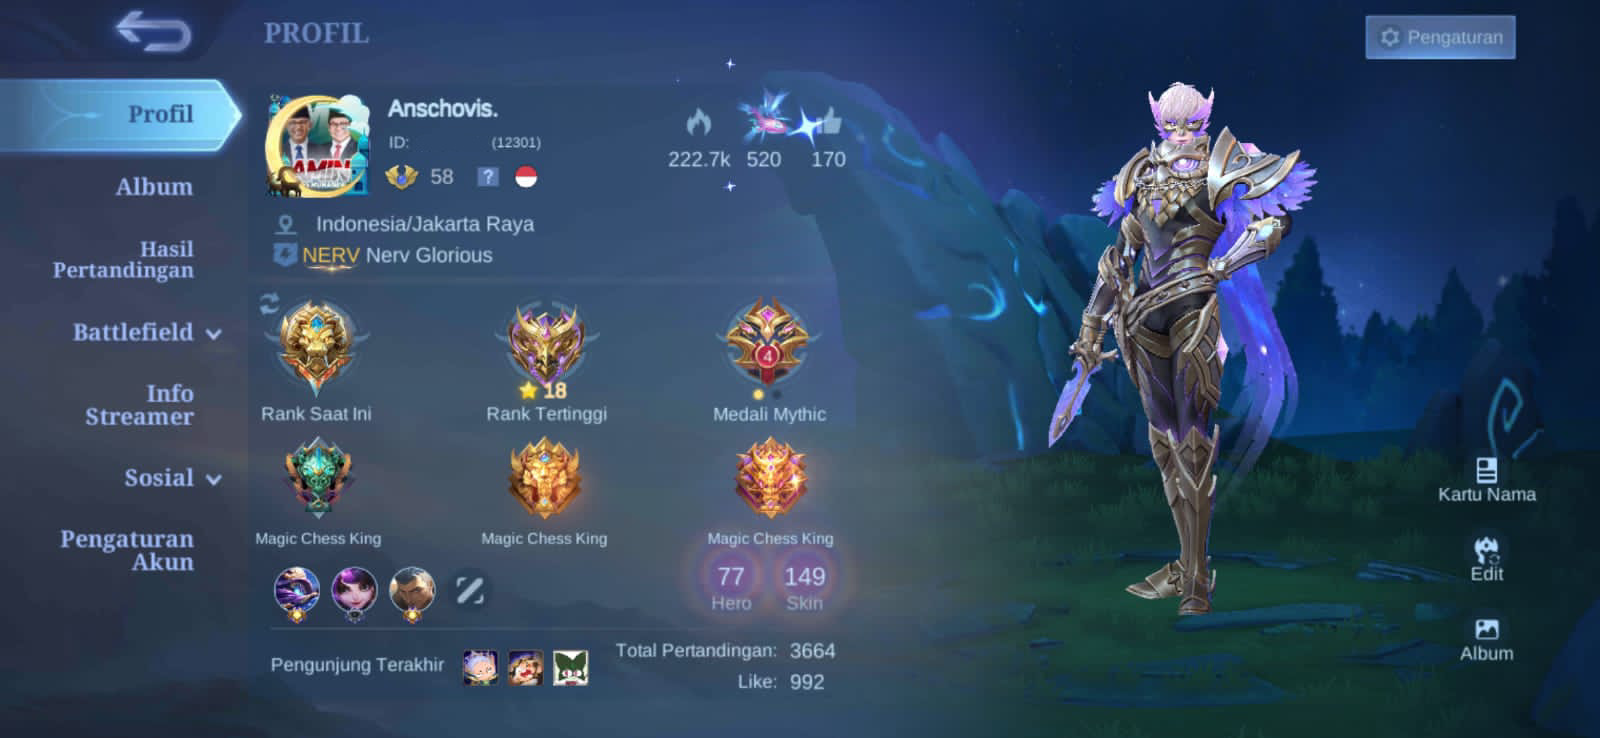 PROFIL
Pengaturan
Profil
Album
Hasil
Pertandingan
Battlefield
Info
Streamer
Sosial
Pengaturan
Akun
AMIN
Anschovis.
ID: (12301)
58 ?
222.7k 520 170
Indonesia/Jakarta Raya
NERV Nerv Glorious
18
4
Rank Saat Ini
Rank Tertinggi
Medali Mythic
Magic Chess King
Magic Chess King
Magic Chess King
77
Hero
149
Skin
Pengunjung Terakhir
Total Pertandingan: 3664
Like: 992
Kartu Nama
Edit
Album